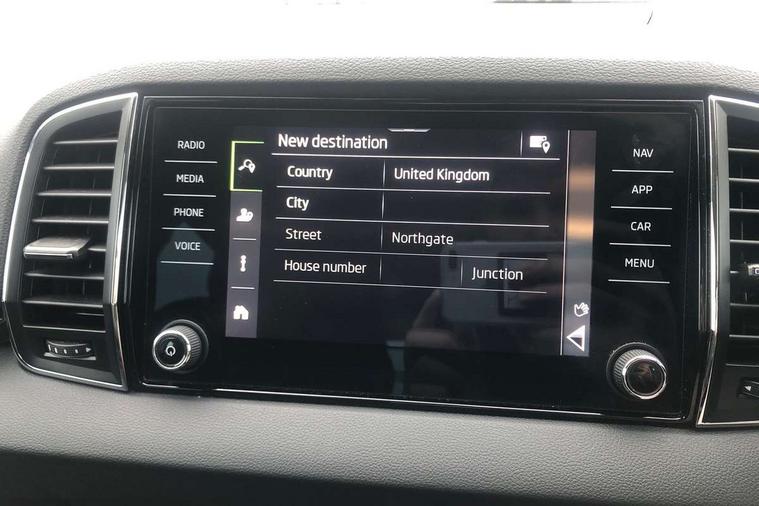 RADIO
MEDIA
PHONE
VOICE
New destination
Country United Kingdom
City
Street Northgate
House number Junction
NAV
APP
CAR
MENU